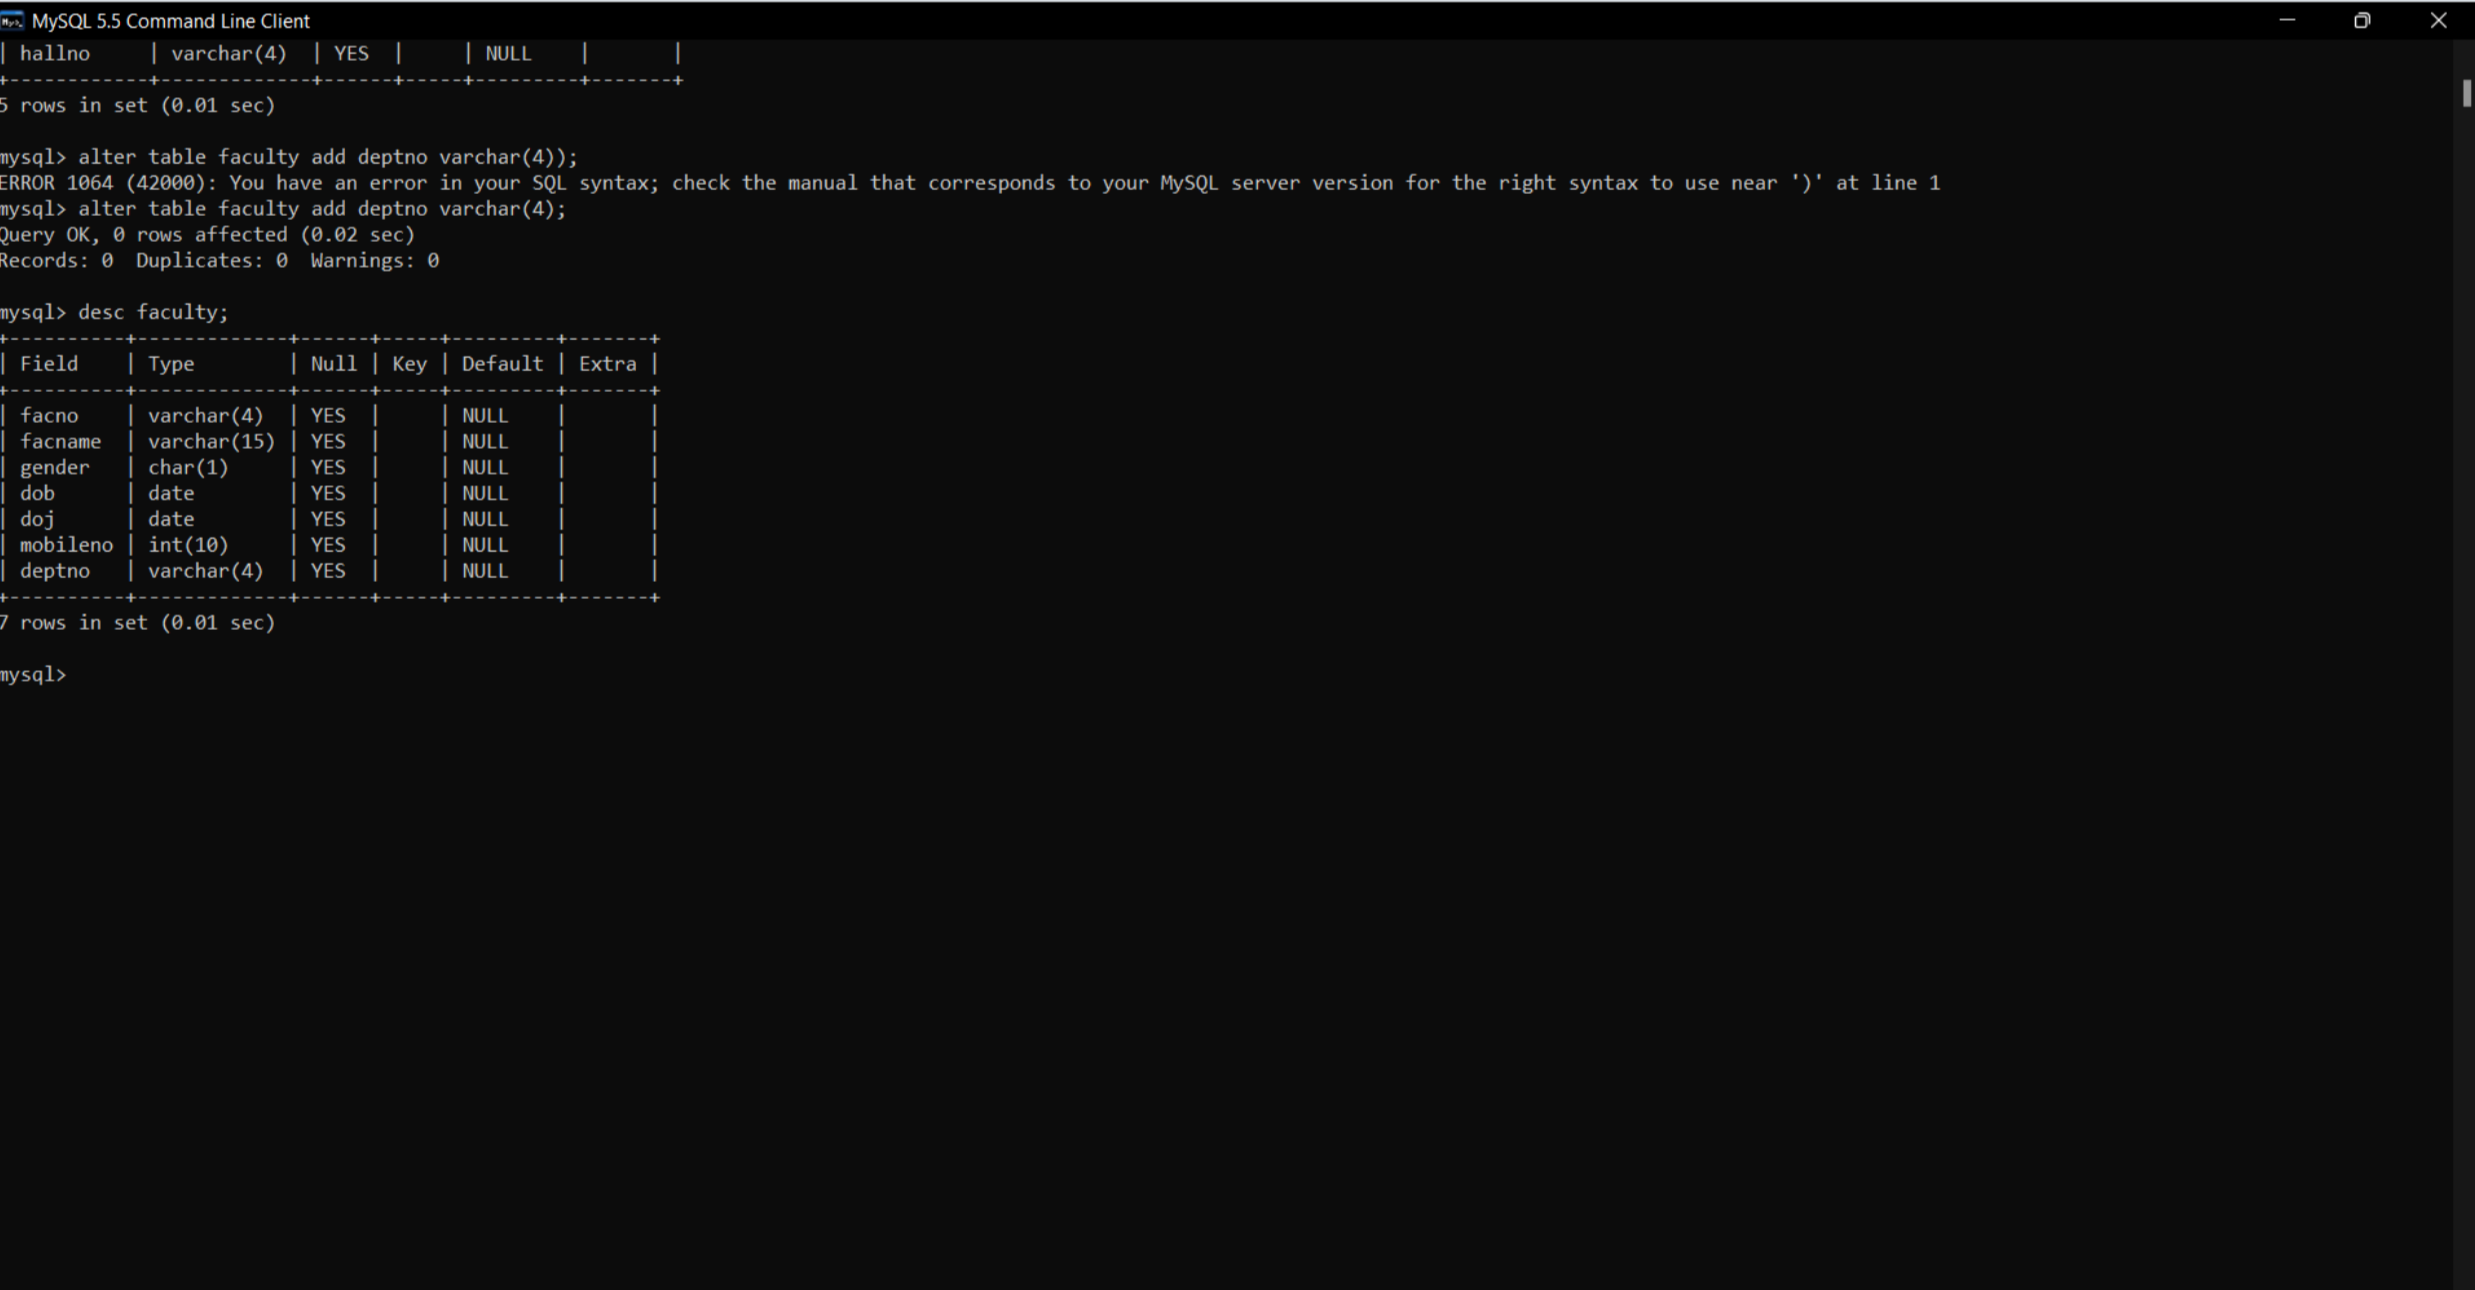 MySQL 5.5 Command Line Client
| hallno     | varchar(4)  | YES  |     | NULL    |       |
+------------+-------------+------+-----+---------+-------+
5 rows in set (0.01 sec)
mysql> alter table faculty add deptno varchar(4));
ERROR 1064 (42000): You have an error in your SQL syntax; check the manual that corresponds to your MySQL server version for the right syntax to use near ')' at line 1
mysql> alter table faculty add deptno varchar(4);
Query OK, 0 rows affected (0.02 sec)
Records: 0  Duplicates: 0  Warnings: 0
mysql> desc faculty;
+----------+-------------+------+-----+---------+-------+
| Field    | Type        | Null | Key | Default | Extra |
+----------+-------------+------+-----+---------+-------+
| facno    | varchar(4)  | YES  |     | NULL    |       |
| facname  | varchar(15) | YES  |     | NULL    |       |
| gender   | char(1)     | YES  |     | NULL    |       |
| dob      | date        | YES  |     | NULL    |       |
| doj      | date        | YES  |     | NULL    |       |
| mobileno | int(10)     | YES  |     | NULL    |       |
| deptno   | varchar(4)  | YES  |     | NULL    |       |
+----------+-------------+------+-----+---------+-------+
7 rows in set (0.01 sec)
mysql>